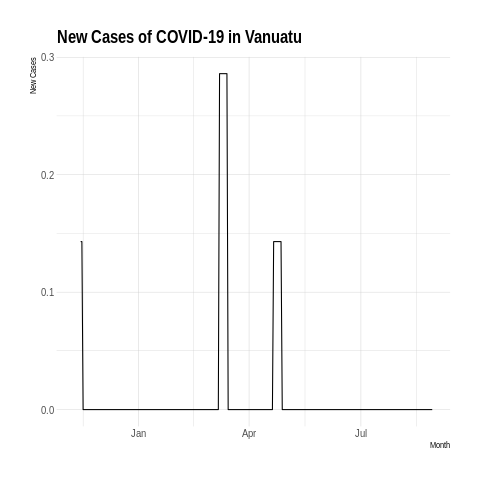 New Cases of COVID-19 in Vanuatu
New Cases
0.3
0.2
0.1
0.0
Jan Apr Jul
Month